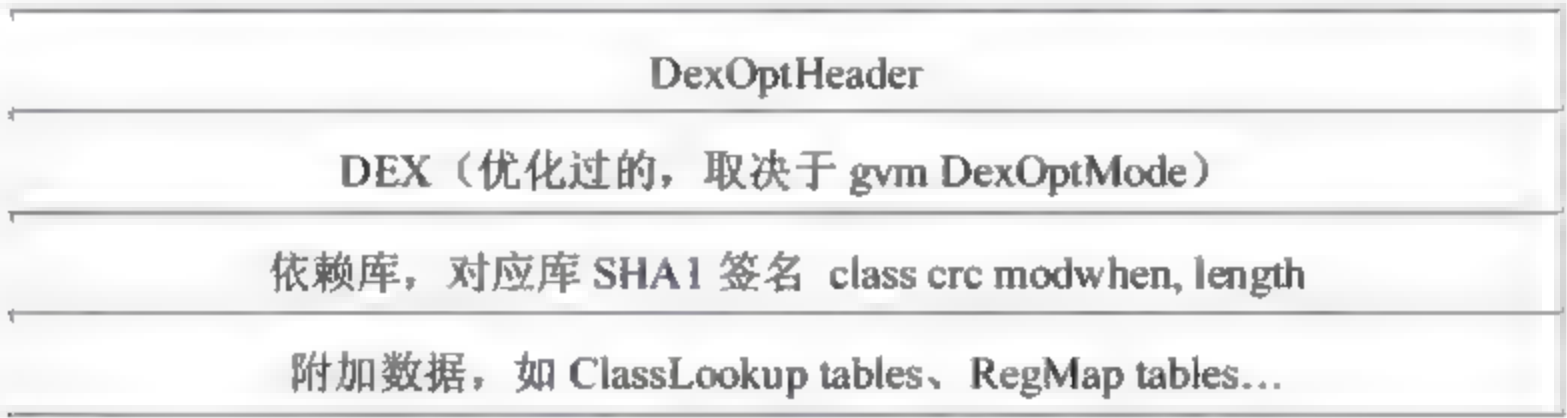 DexOptHeader
DEX（优化过的，取决于 gvm DexOptMode）
依赖库，对应库 SHA1 签名 class crc modwhen, length
附加数据，如 ClassLookup tables、RegMap tables…